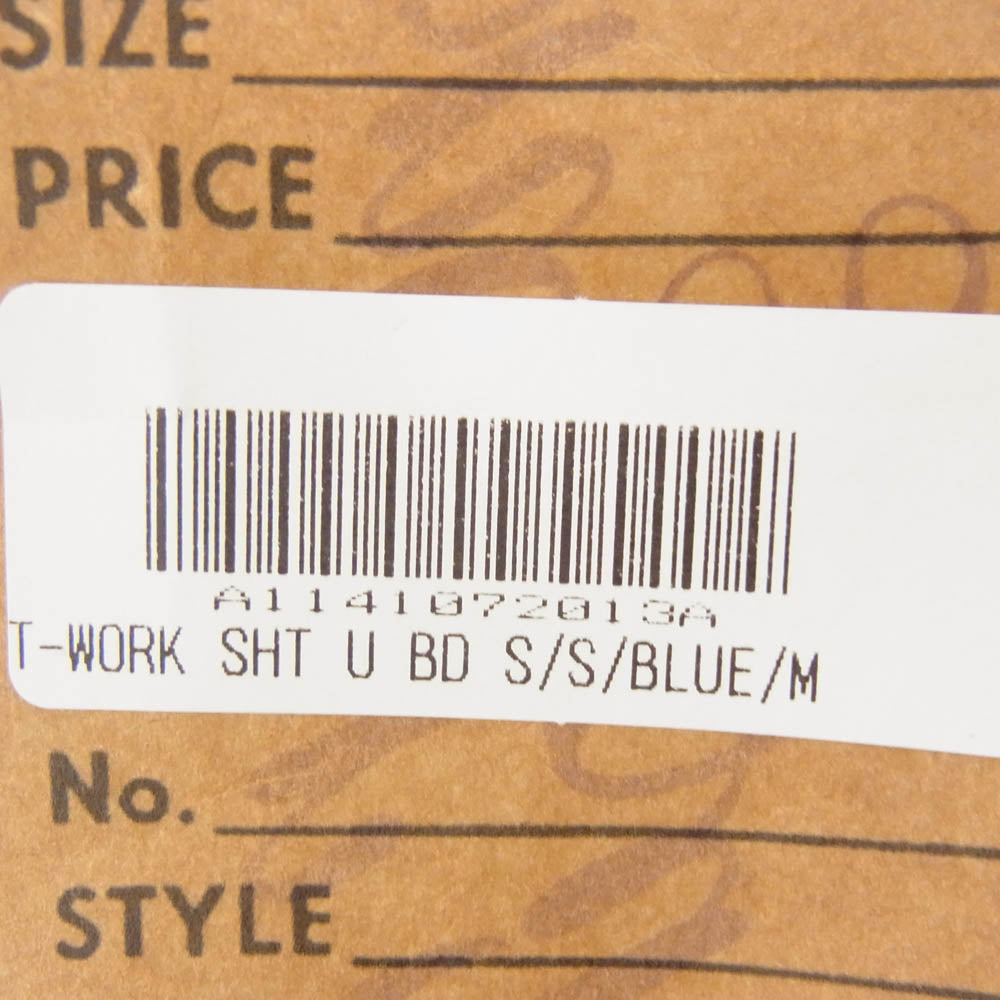 SIZE
PRICE
A1141072013A
T-WORK SHT U BD S/S/BLUE/M
No.
STYLE